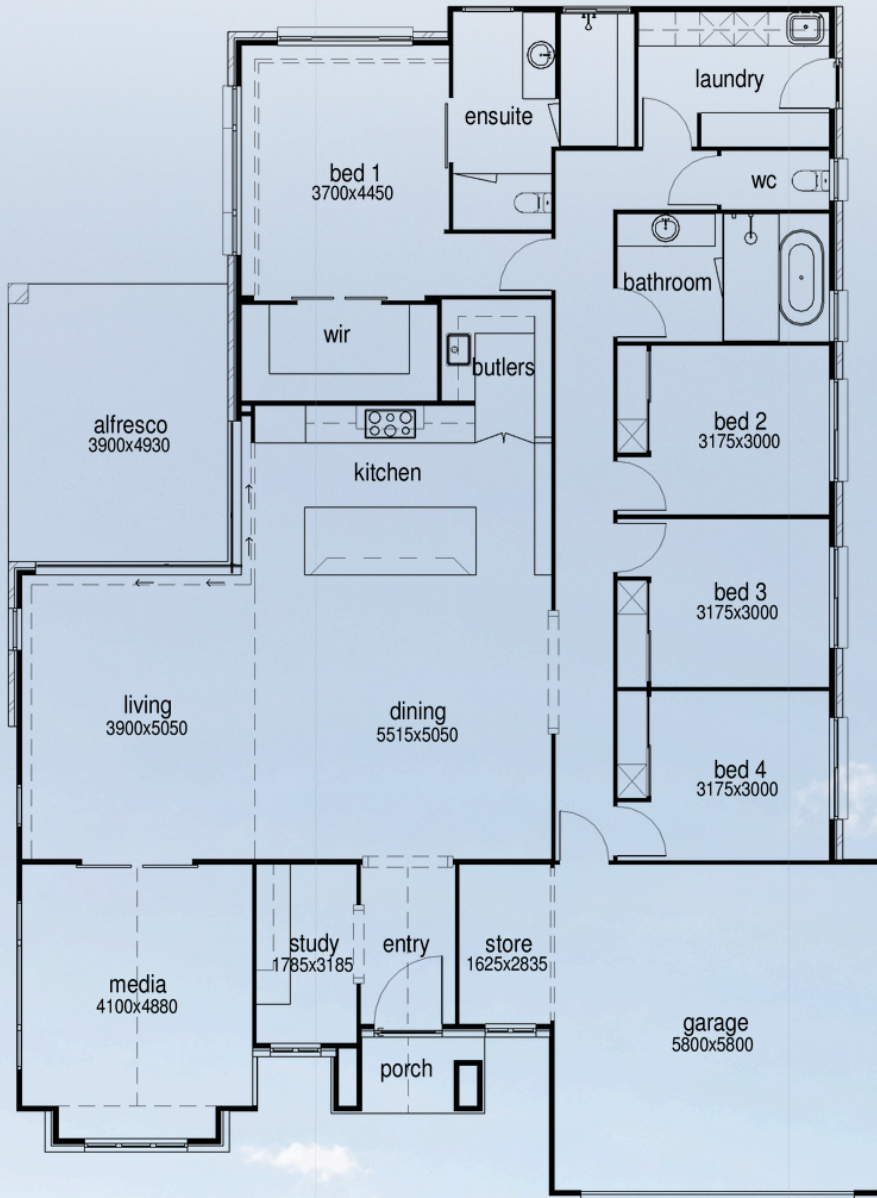 laundry
ensuite
bed 1
3700x4450
wc
bathroom
wir
butlers
alfresco
3900x4930
bed 2
3175x3000
kitchen
bed 3
3175x3000
living
3900x5050
dining
5515x5050
bed 4
3175x3000
study
1785x3185
entry
store
1625x2835
media
4100x4880
garage
5800x5800
porch